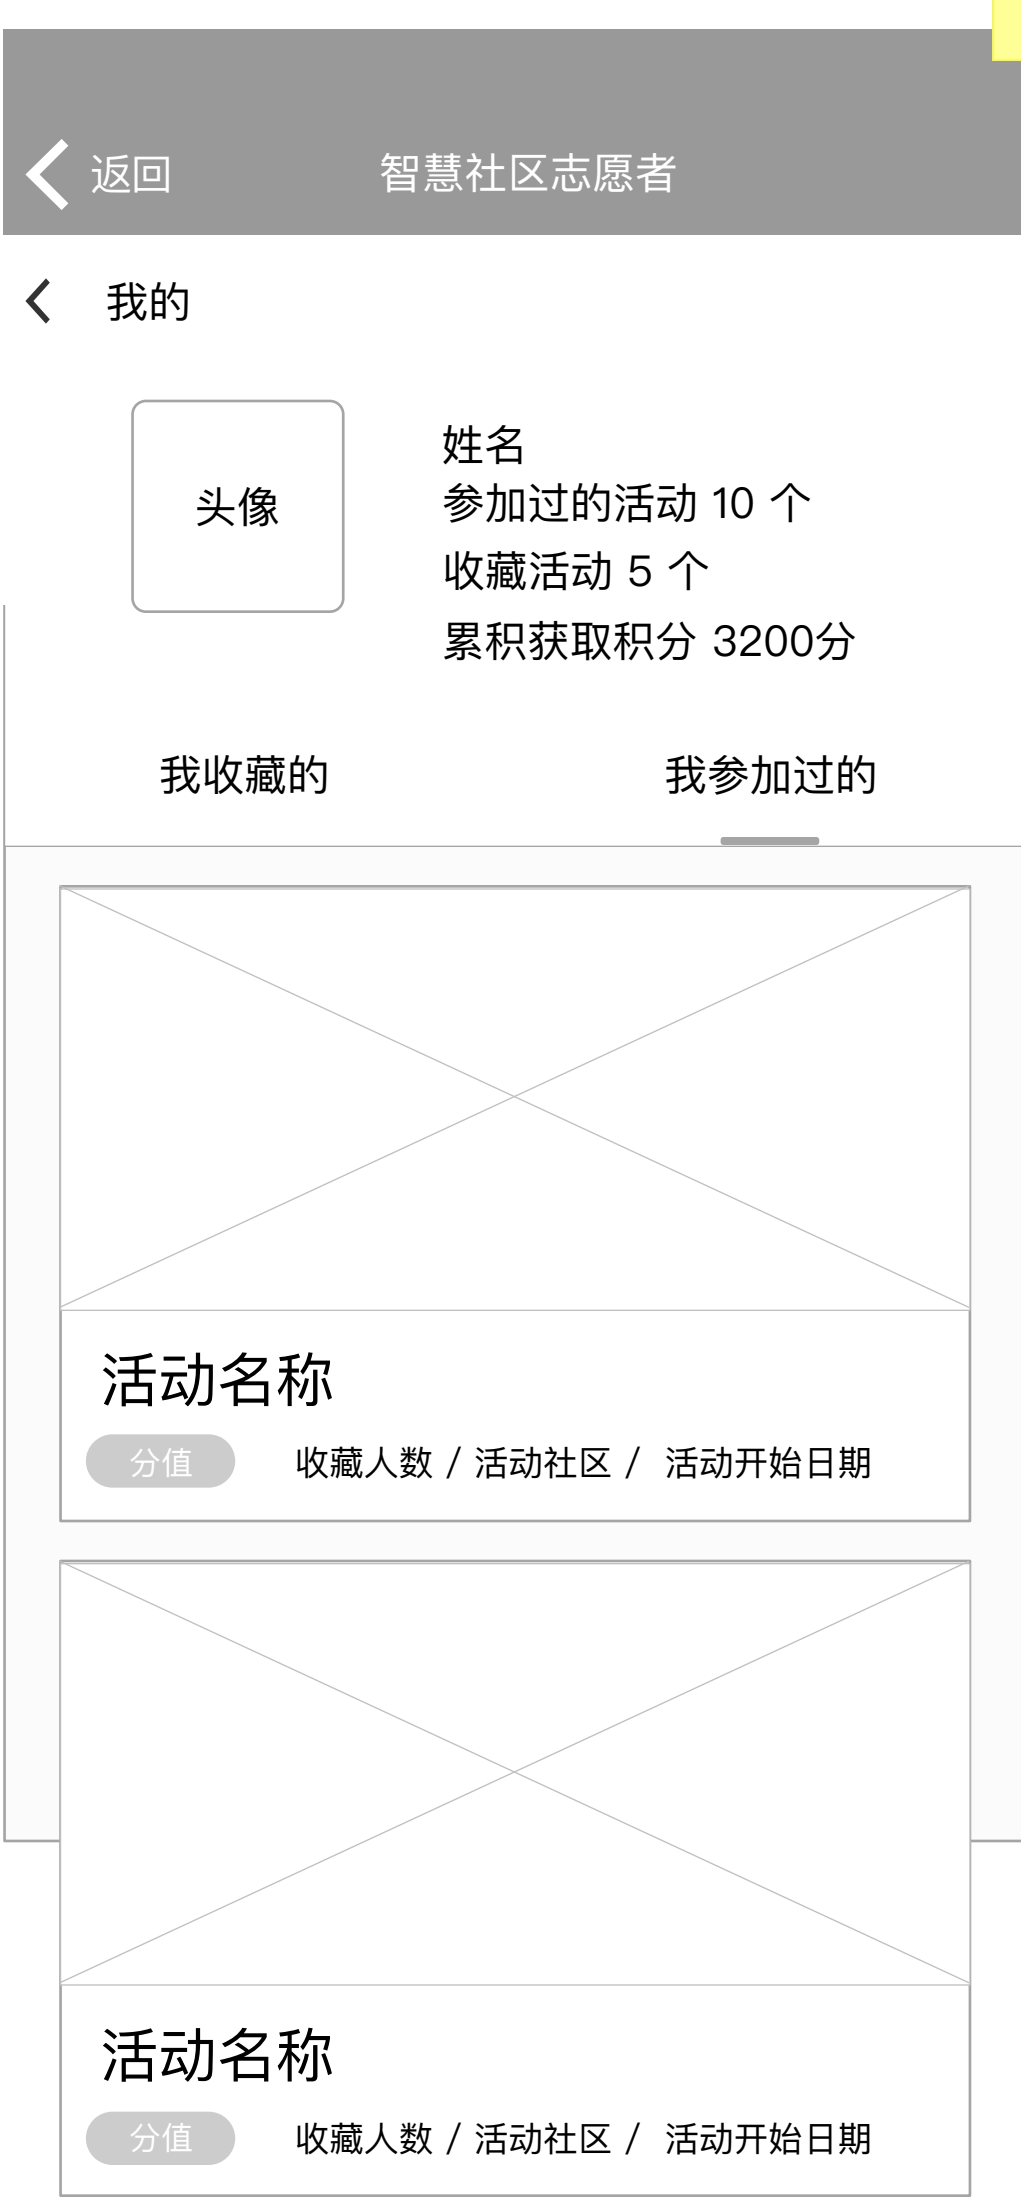 返回 智慧社区志愿者
我的
头像
姓名
参加过的活动 10 个
收藏活动 5 个
累积获取积分 3200分
我收藏的 我参加过的
活动名称
分值 收藏人数 / 活动社区 / 活动开始日期
活动名称
分值 收藏人数 / 活动社区 / 活动开始日期